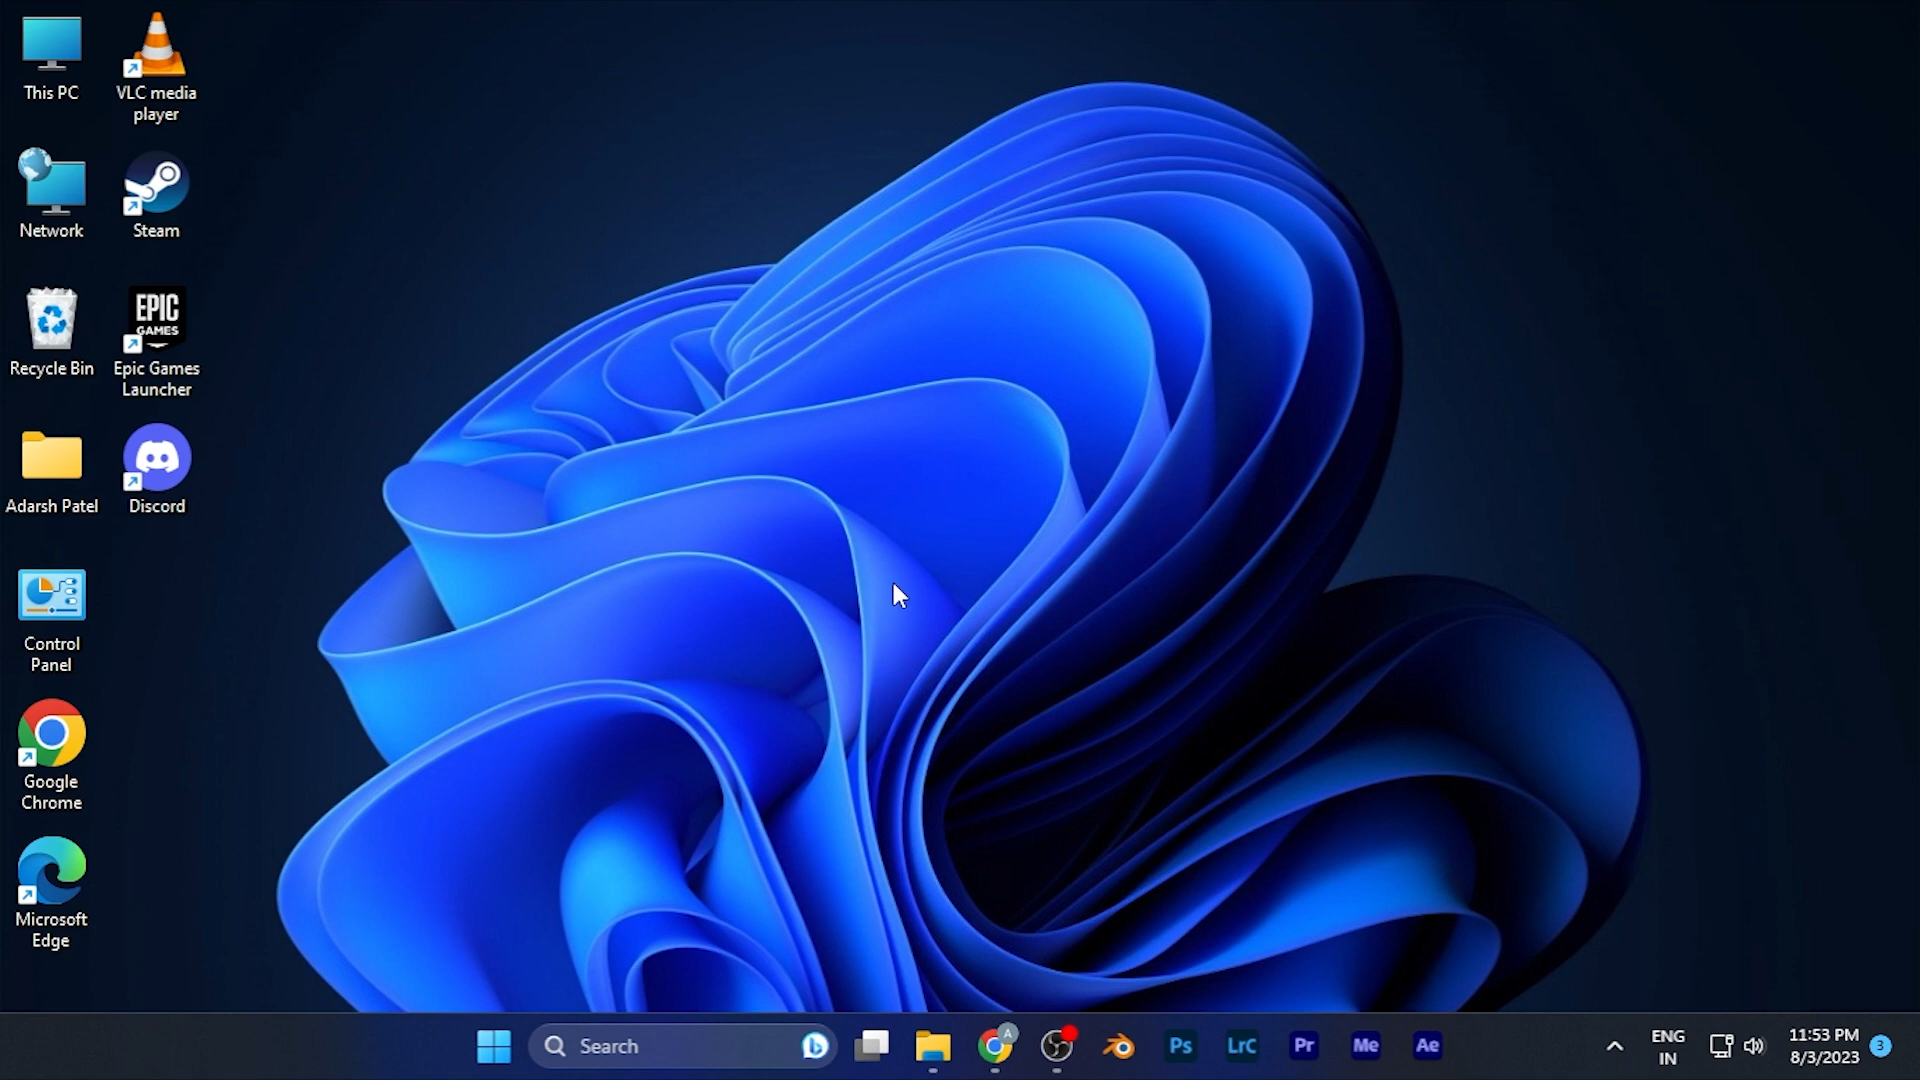 This PC
VLC media
player
Network
Steam
Recycle Bin
EPIC
GAMES
Epic Games
Launcher
Adarsh Patel
Discord
Control
Panel
Google
Chrome
Microsoft
Edge
Search
A
Ps
LrC
Pr
Me
Ae
ENG
IN
11:53 PM
8/3/2023
3